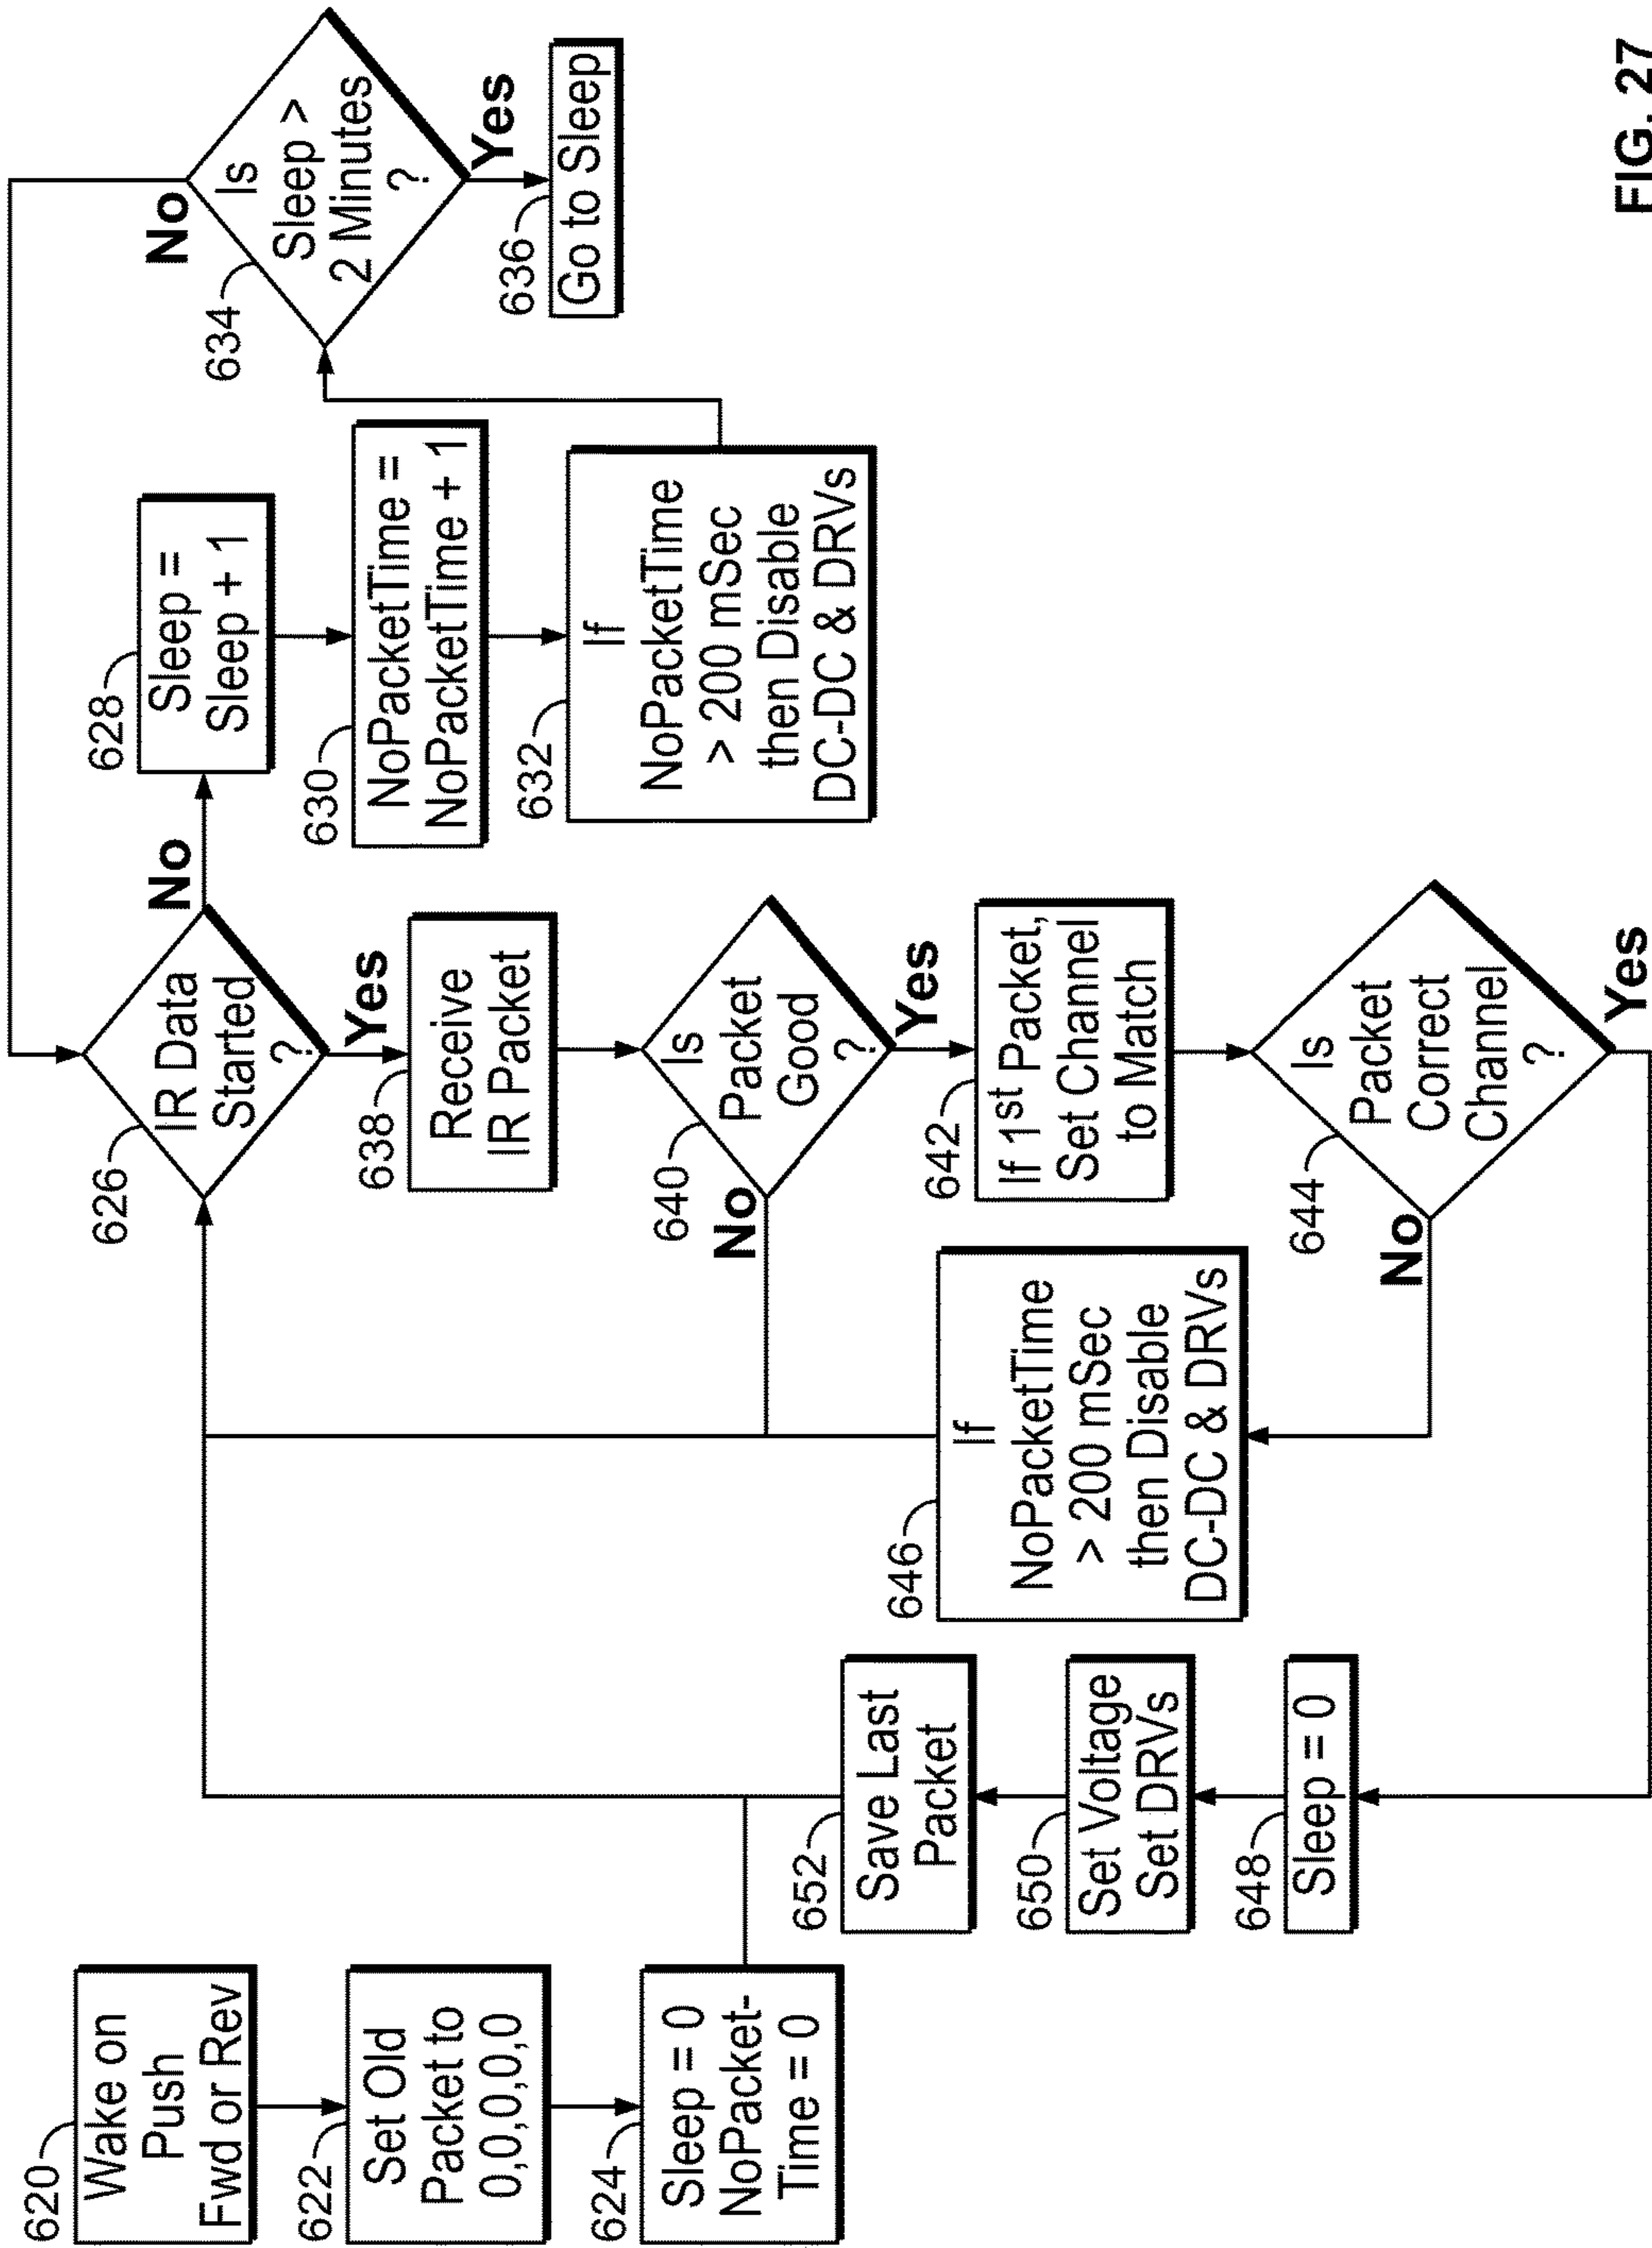 620
Wake on
Push
Fwd or Rev
622
Set Old
Packet to
0,0,0,0,0,0
624
Sleep = 0
NoPacket-
Time = 0
626
IR Data
Started
?
No
Yes
628
Sleep =
Sleep + 1
630
NoPacketTime =
NoPacketTime + 1
632
If
NoPacketTime
> 200 mSec
then Disable
DC-DC & DRVs
634
Is
Sleep >
2 Minutes
?
No
Yes
636
Go to Sleep
638
Receive
IR Packet
640
Is
Packet
Good
?
No
Yes
642
If 1st Packet,
Set Channel
to Match
644
Is
Packet
Correct
Channel
?
No
Yes
646
If
NoPacketTime
> 200 mSec
then Disable
DC-DC & DRVs
648
Sleep = 0
650
Set Voltage
Set DRVs
652
Save Last
Packet
FIG. 27